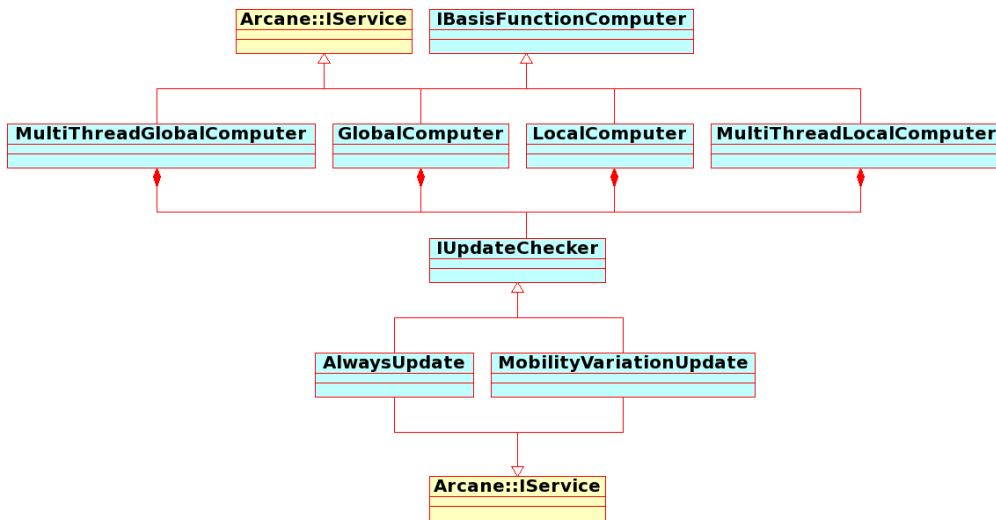 Arcane::IService IBasisFunctionComputer
MultiThreadGlobalComputer GlobalComputer LocalComputer MultiThreadLocalComputer
IUpdateChecker
AlwaysUpdate MobilityVariationUpdate
Arcane::IService